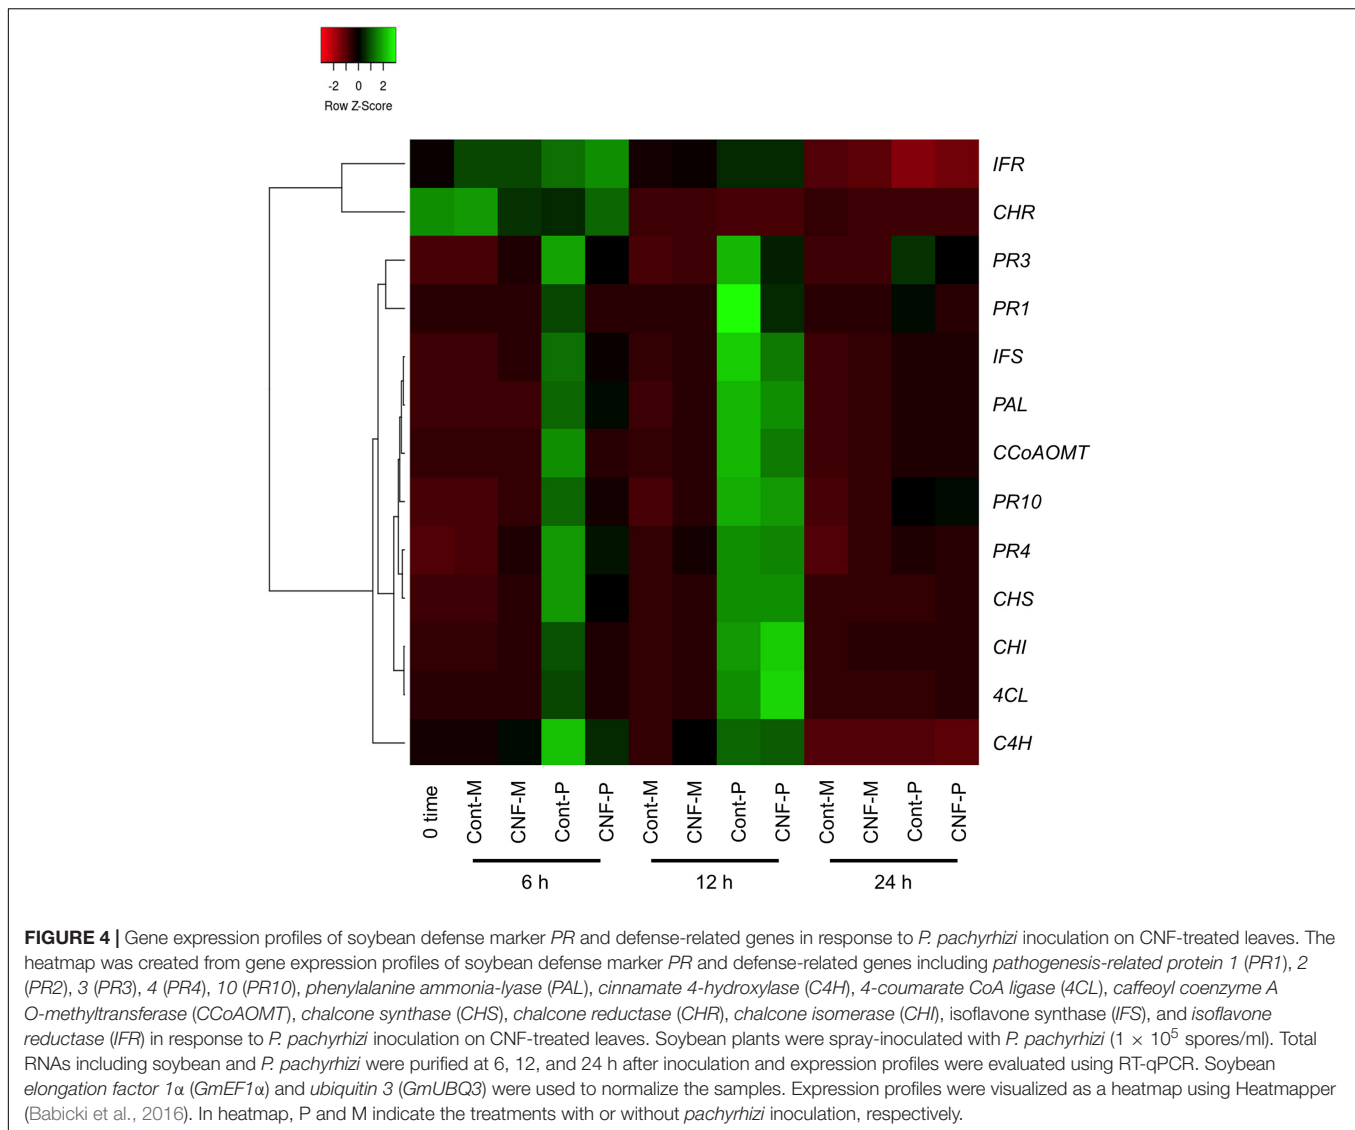 -2 0 2
Row Z-Score
IFR
CHR
PR3
PR1
IFS
PAL
CCoAOMT
PR10
PR4
CHS
CHI
4CL
C4H
0 time
Cont-M
CNF-M
Cont-P
CNF-P
Cont-M
CNF-M
Cont-P
CNF-P
Cont-M
CNF-M
Cont-P
CNF-P
6 h
12 h
24 h
FIGURE 4 | Gene expression profiles of soybean defense marker PR and defense-related genes in response to P. pachyrhizi inoculation on CNF-treated leaves. The
heatmap was created from gene expression profiles of soybean defense marker PR and defense-related genes including pathogenesis-related protein 1 (PR1), 2
(PR2), 3 (PR3), 4 (PR4), 10 (PR10), phenylalanine ammonia-lyase (PAL), cinnamate 4-hydroxylase (C4H), 4-coumarate CoA ligase (4CL), caffeoyl coenzyme A
O-methyltransferase (CCoAOMT), chalcone synthase (CHS), chalcone reductase (CHR), chalcone isomerase (CHI), isoflavone synthase (IFS), and isoflavone
reductase (IFR) in response to P. pachyrhizi inoculation on CNF-treated leaves. Soybean plants were spray-inoculated with P. pachyrhizi (1 × 10⁵ spores/ml). Total
RNAs including soybean and P. pachyrhizi were purified at 6, 12, and 24 h after inoculation and expression profiles were evaluated using RT-qPCR. Soybean
elongation factor 1α (GmEF1α) and ubiquitin 3 (GmUBQ3) were used to normalize the samples. Expression profiles were visualized as a heatmap using Heatmapper
(Babicki et al., 2016). In heatmap, P and M indicate the treatments with or without pachyrhizi inoculation, respectively.